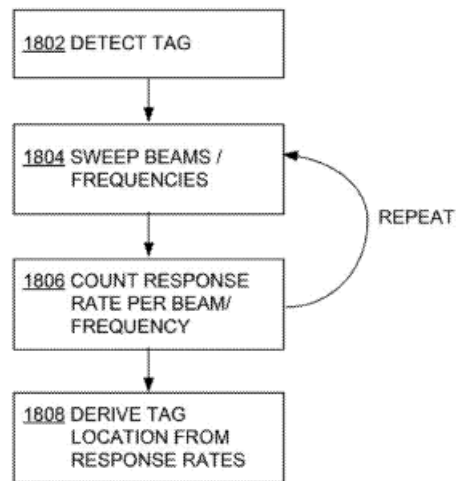 1802 DETECT TAG
1804 SWEEP BEAMS /
FREQUENCIES
REPEAT
1806 COUNT RESPONSE
RATE PER BEAM/
FREQUENCY
1808 DERIVE TAG
LOCATION FROM
RESPONSE RATES